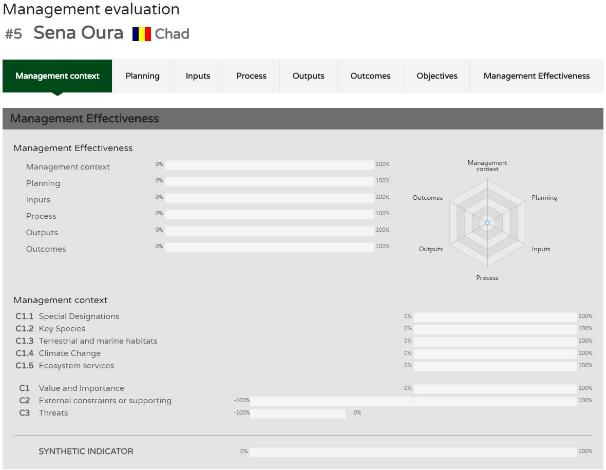 Management evaluation
#5 Sena Oura Chad
Management context Planning Inputs Process Outputs Outcomes Objectives Management Effectiveness
Management Effectiveness
Management Effectiveness
Management context 0% 100%
Planning 0% 100%
Inputs 0% 100%
Process 0% 100%
Outputs 0% 100%
Outcomes 0% 100%
Management
context
Outcomes Planning
Outputs Inputs
Process
Management context
C1.1 Special Designations 0% 100%
C1.2 Key Species 0% 100%
C1.3 Terrestrial and marine habitats 0% 100%
C1.4 Climate Change 0% 100%
C1.5 Ecosystem services 0% 100%
C1 Value and Importance 0% 100%
C2 External constraints or supporting -100% 100%
C3 Threats -100% 0%
SYNTHETIC INDICATOR 0% 100%